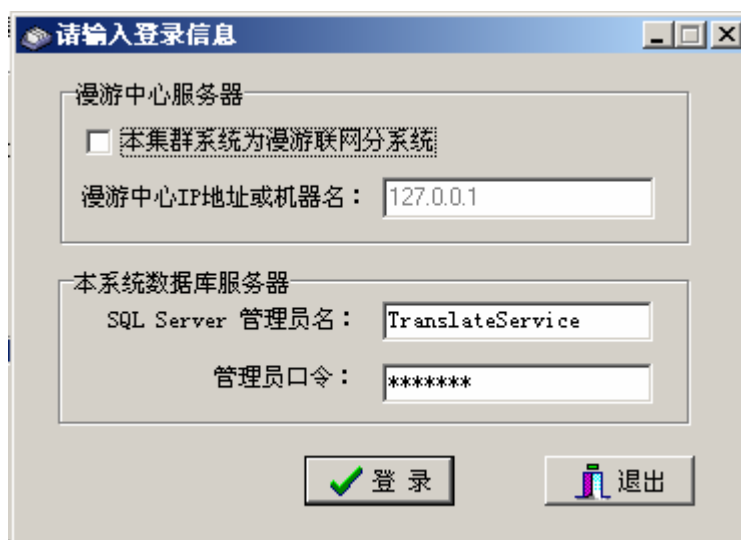 请输入登录信息
漫游中心服务器
本集群系统为漫游联网分系统
漫游中心IP地址或机器名： 127.0.0.1
本系统数据库服务器
SQL Server 管理员名： TranslateService
管理员口令： *******
登 录 退出